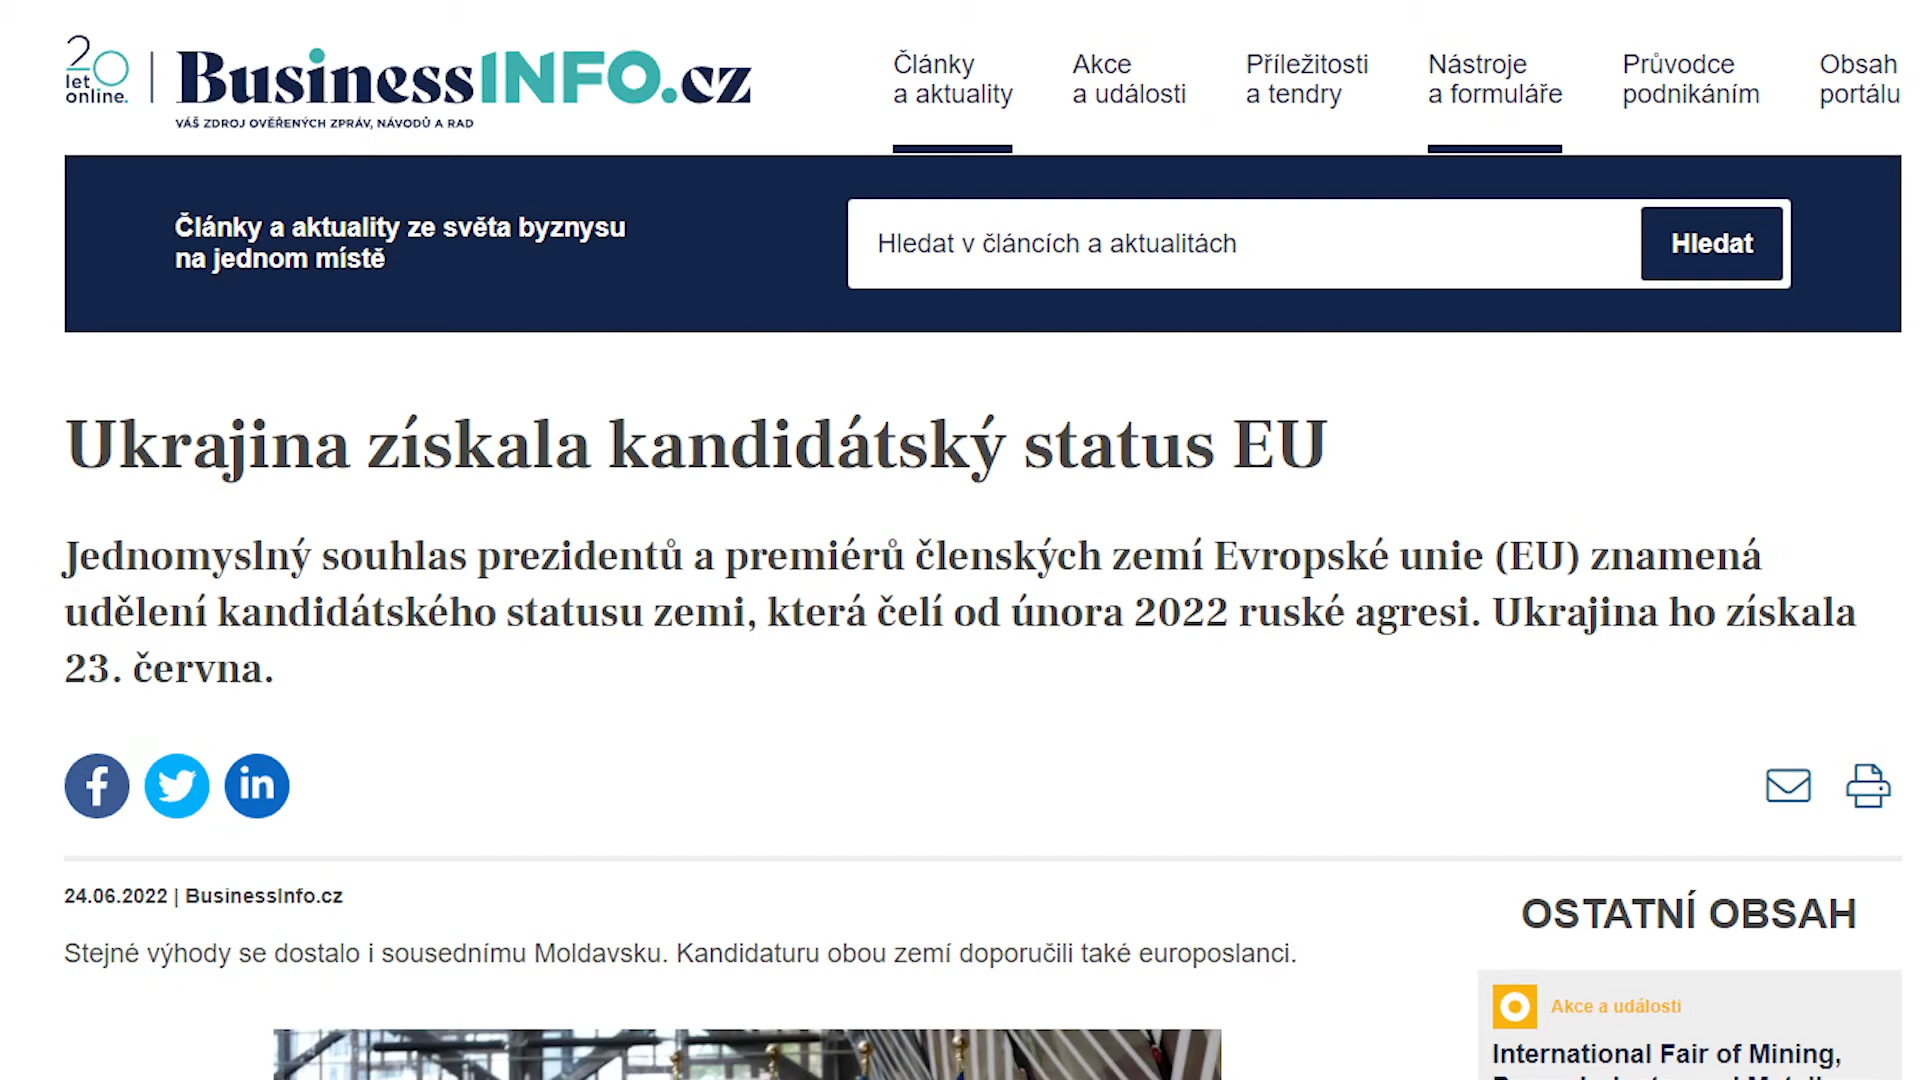 20
let
online.
BusinessINFO.cz
VÁŠ ZDROJ OVĚŘENÝCH ZPRÁV, NÁVODŮ A RAD
Články
a aktuality
Akce
a události
Příležitosti
a tendry
Nástroje
a formuláře
Průvodce
podnikáním
Obsah
portálu
Články a aktuality ze světa byznysu
na jednom místě
Hledat v článcích a aktualitách
Hledat
Ukrajina získala kandidátský status EU
Jednomyslný souhlas prezidentů a premiérů členských zemí Evropské unie (EU) znamená
udělení kandidátského statusu zemi, která čelí od února 2022 ruské agresi. Ukrajina ho získala
23. června.
24.06.2022 | BusinessInfo.cz
Stejné výhody se dostalo i sousednímu Moldavsku. Kandidaturu obou zemí doporučili také europoslanci.
OSTATNÍ OBSAH
Akce a události
International Fair of Mining,